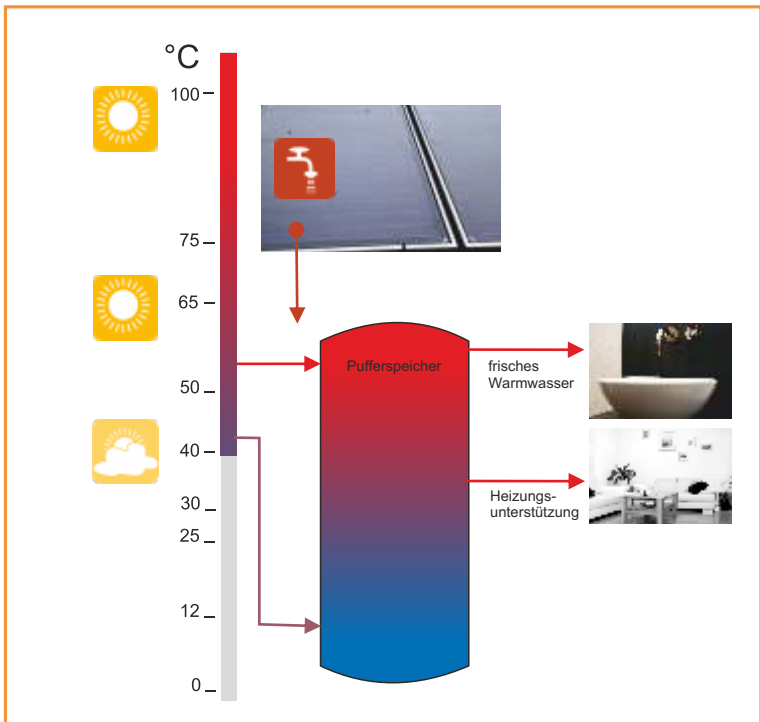 °C
100
75
65
50
40
30
25
12
0
Pufferspeicher
frisches
Warmwasser
Heizungs-
unterstützung